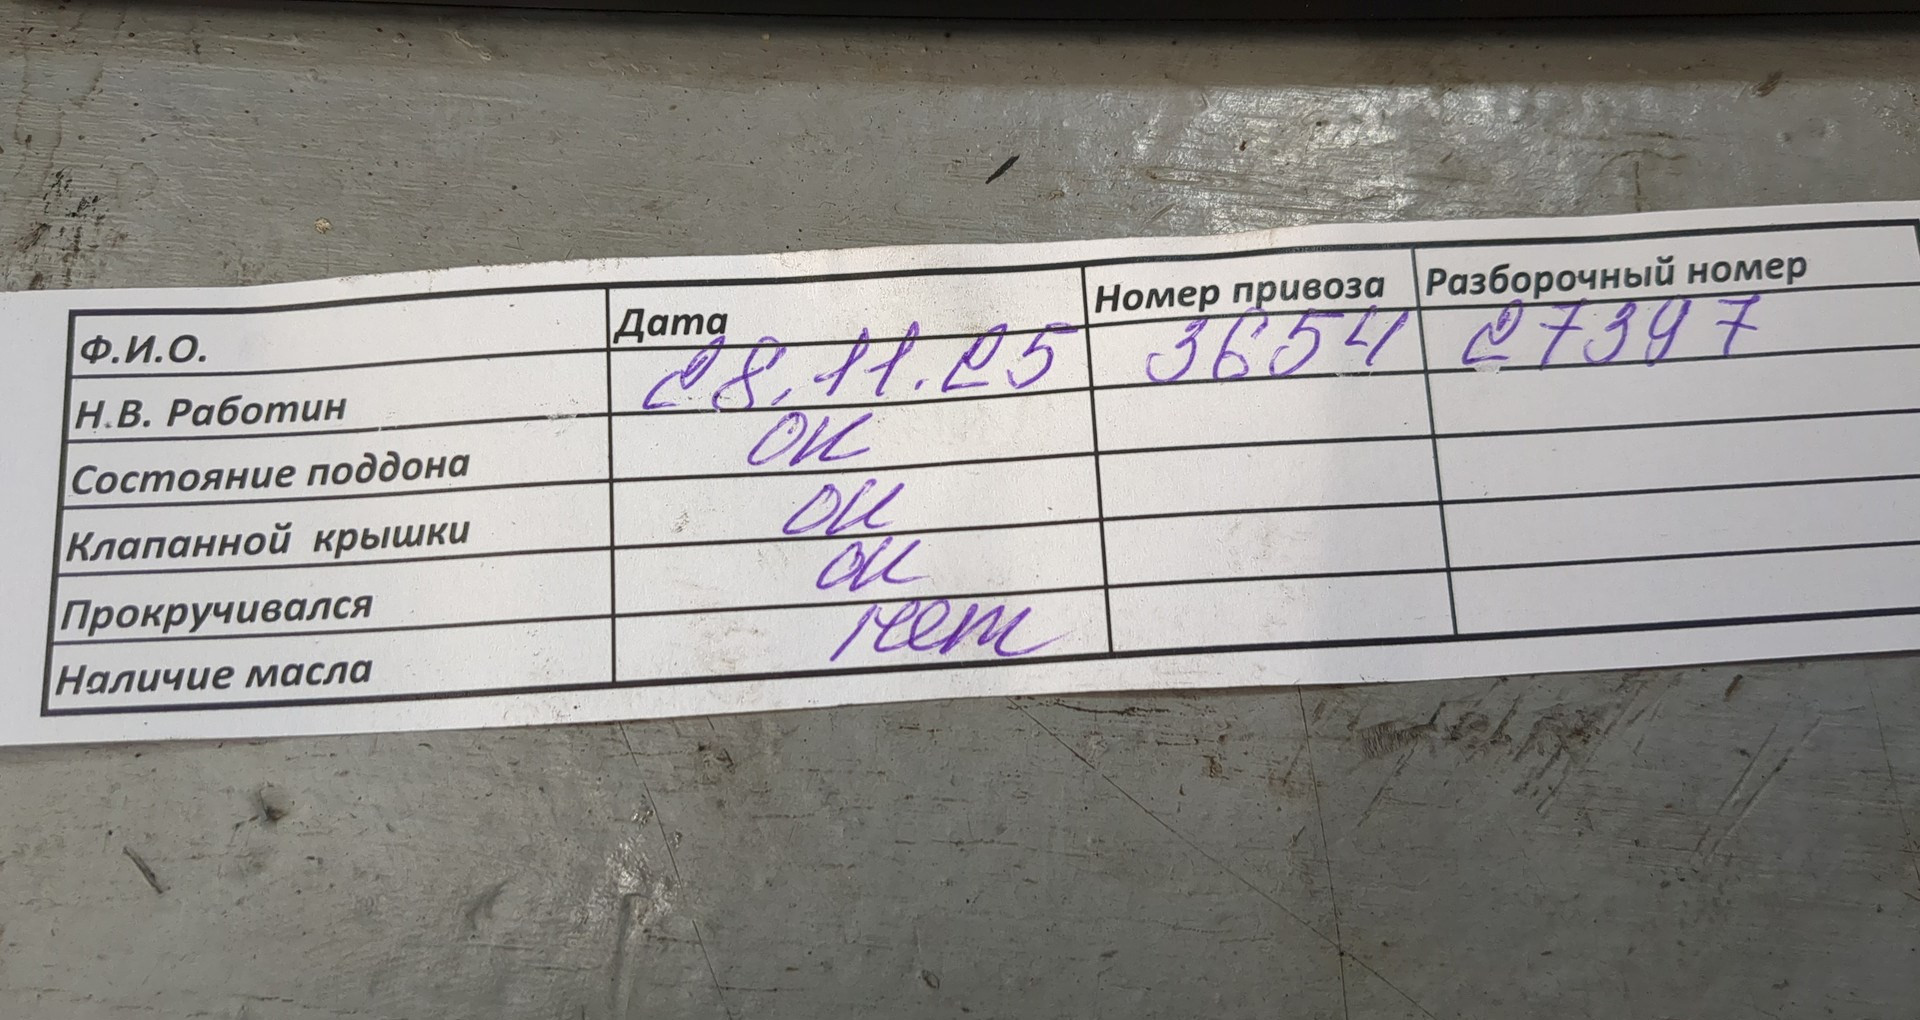 Ф.И.О. Дата Номер привоза Разборочный номер
Н.В. Работин 28.11.25 3654 27397
Состояние поддона ок
Клапанной крышки ок
Прокручивался ок
Наличие масла нет